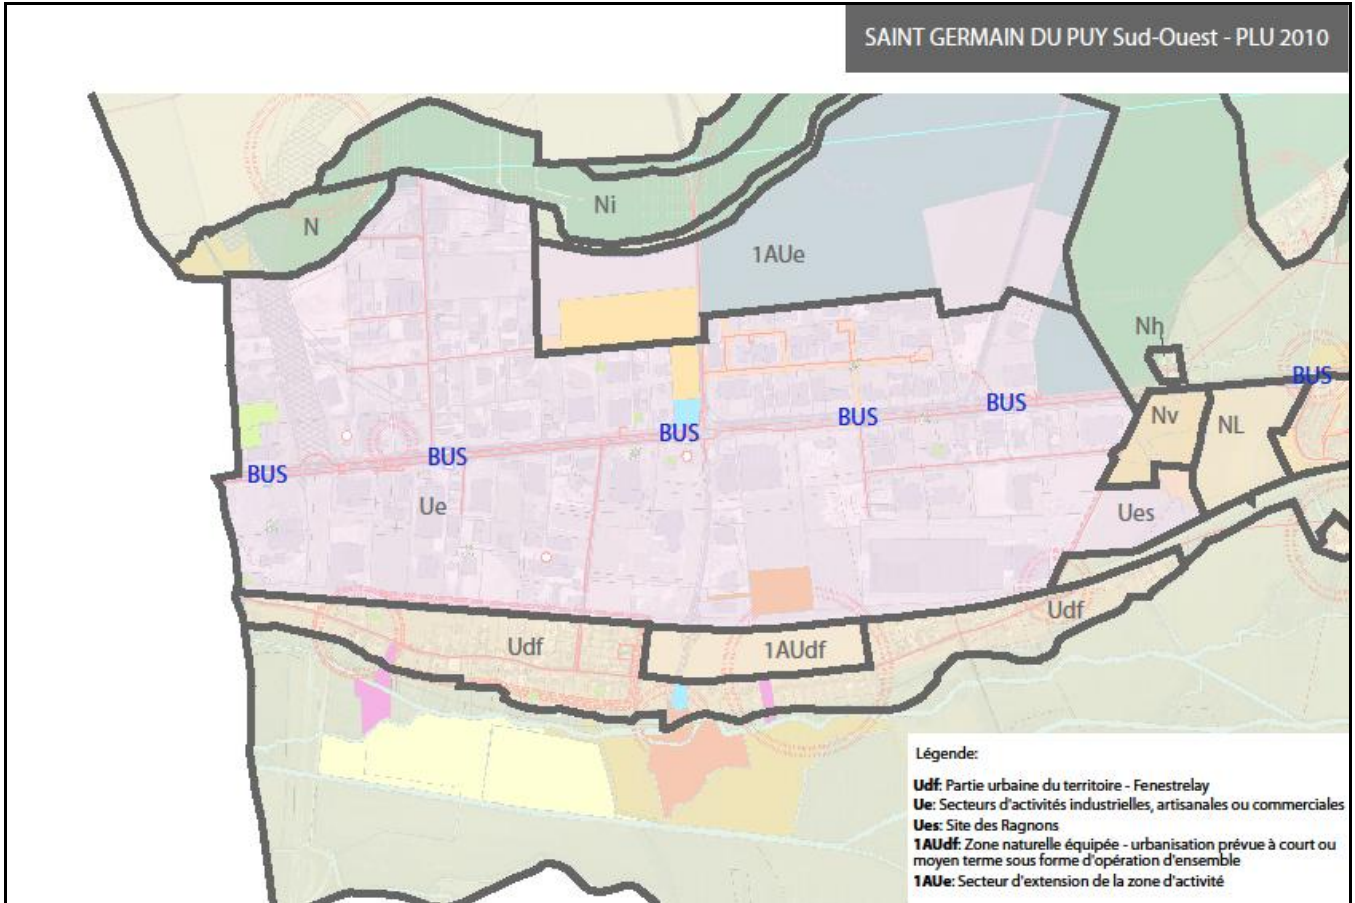 SAINT GERMAIN DU PUY Sud-Ouest - PLU 2010
Ni
N
1AUe
Nh
BUS
Nv
NL
BUS
BUS
BUS
BUS
BUS
Ue
Ues
Udf
Udf
1AUdf
Légende:
Udf: Partie urbaine du territoire - Fenestrelay
Ue: Secteurs d'activités industrielles, artisanales ou commerciales
Ues: Site des Ragnons
1AUdf: Zone naturelle équipée - urbanisation prévue à court ou
moyen terme sous forme d'opération d'ensemble
1AUe: Secteur d'extension de la zone d'activité